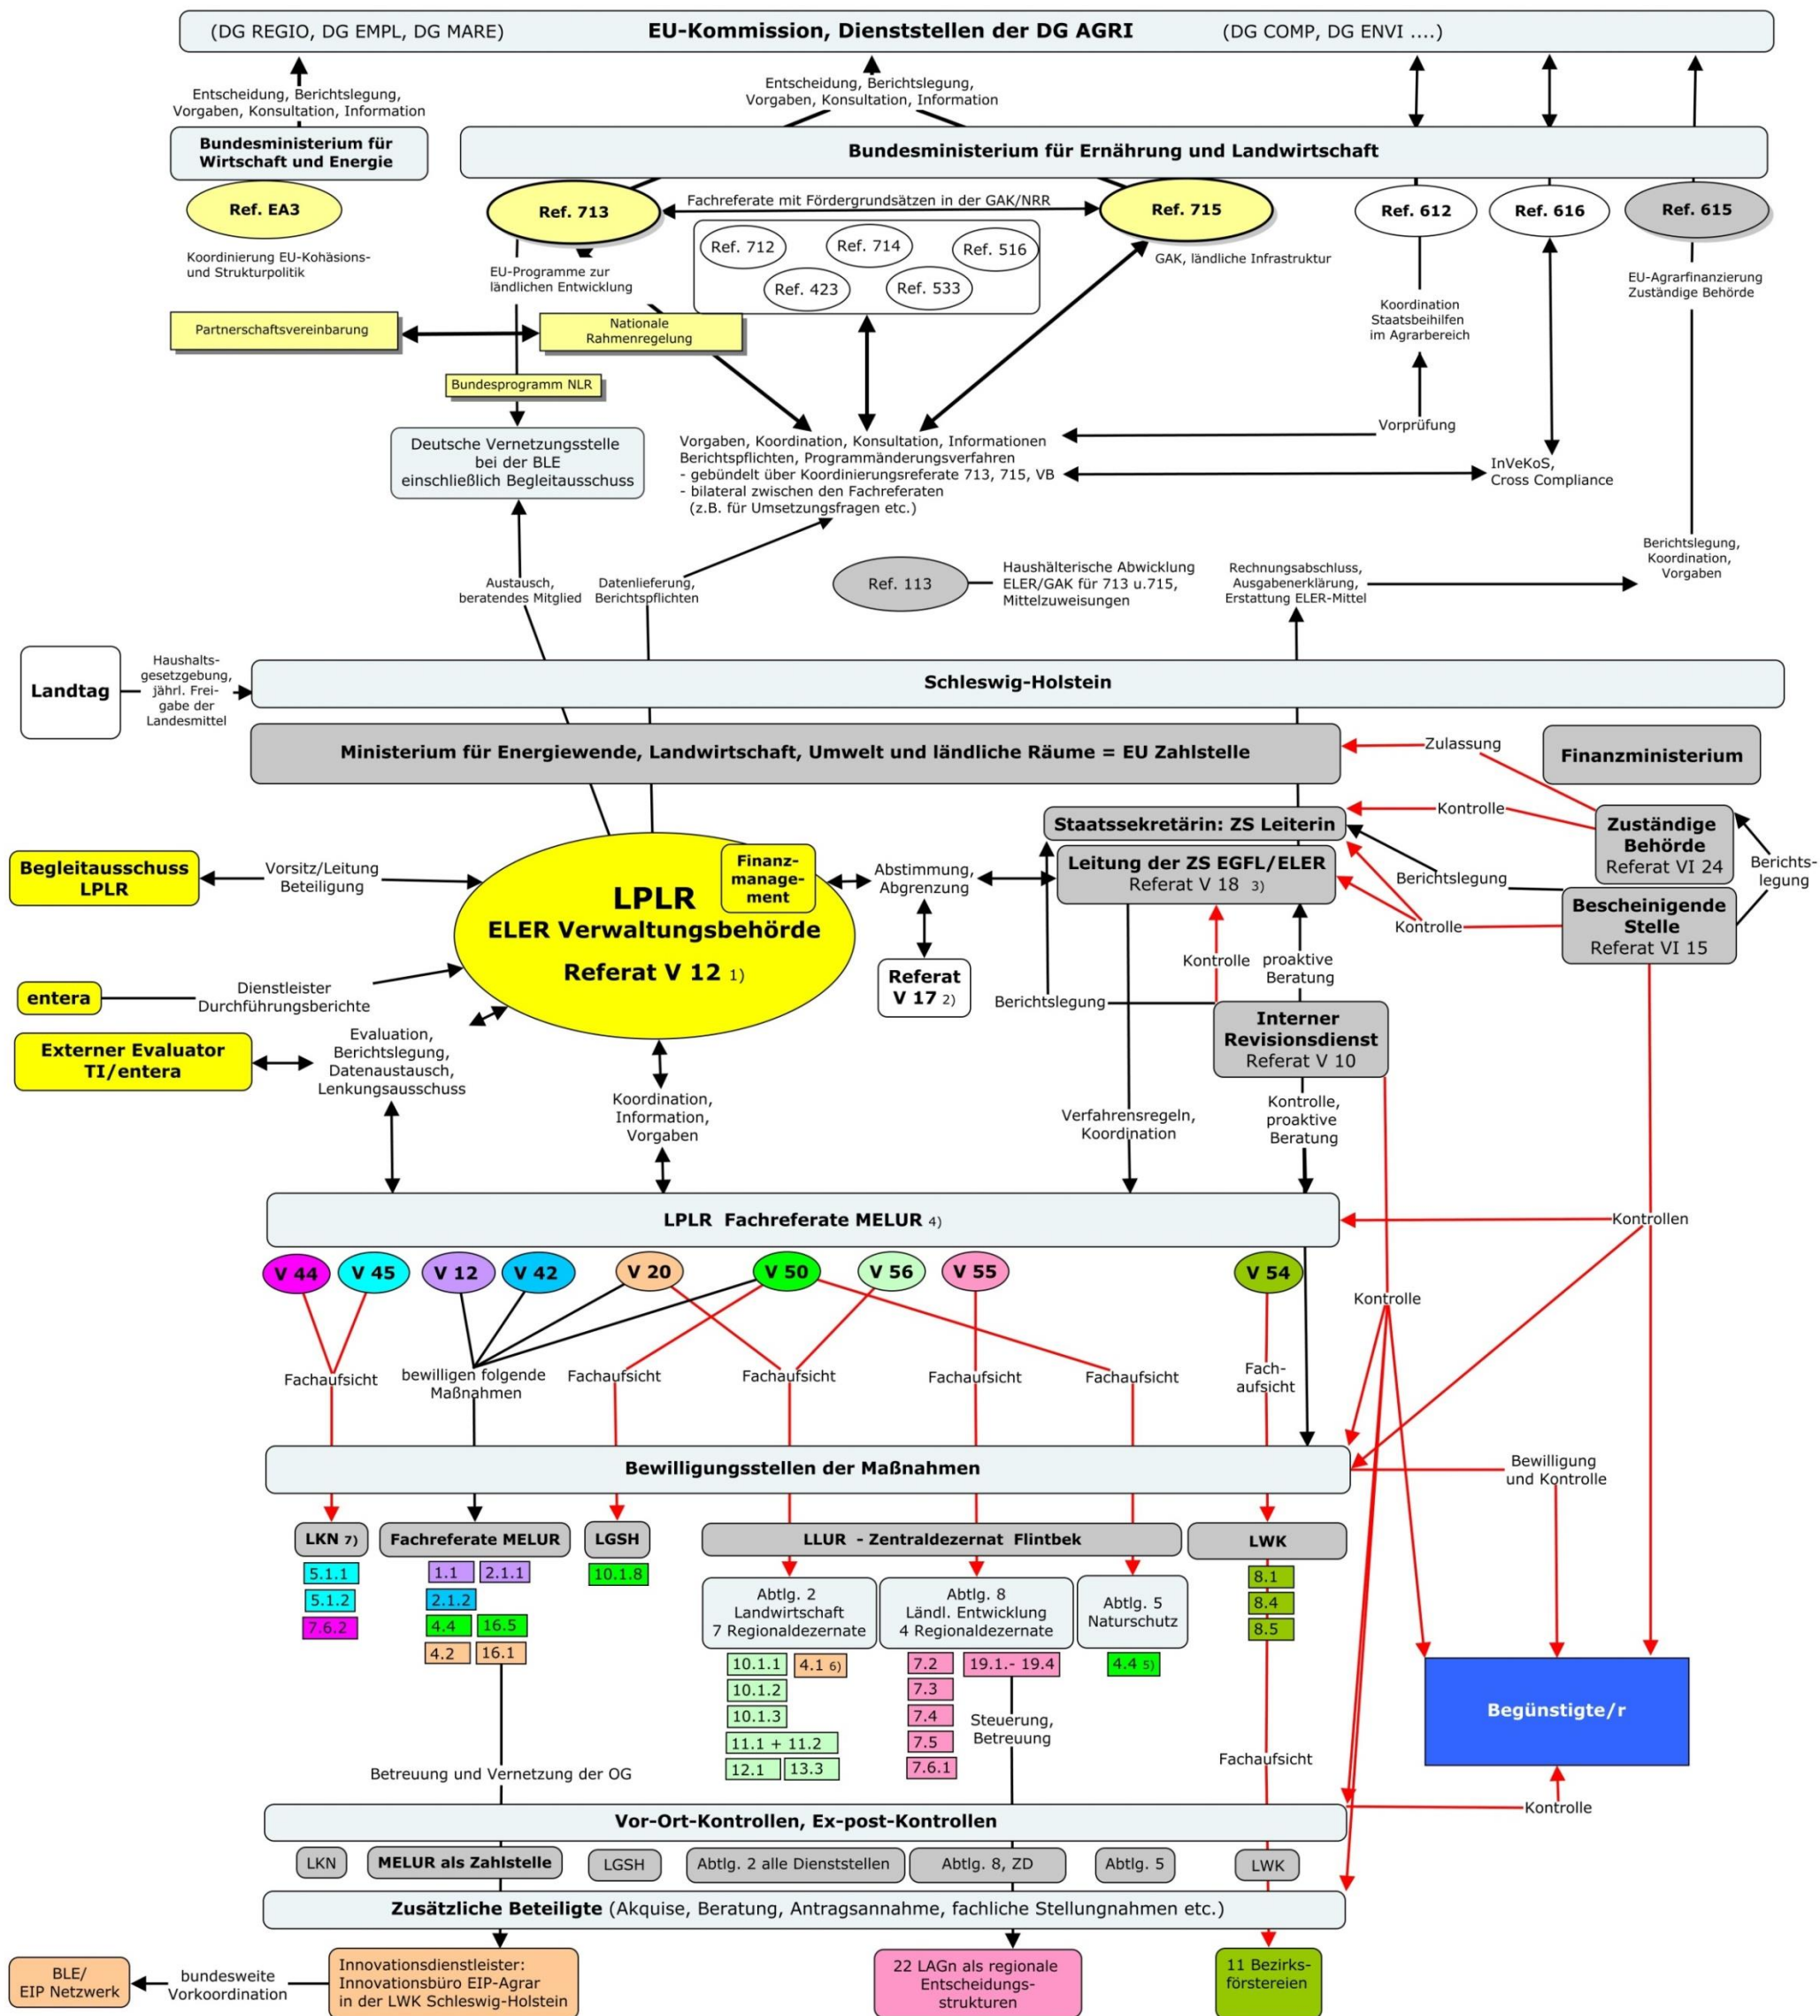 (DG REGIO, DG EMPL, DG MARE)
EU-Kommission, Dienststellen der DG AGRI
(DG COMP, DG ENVI ....)
Entscheidung, Berichtslegung,
Vorgaben, Konsultation, Information
Entscheidung, Berichtslegung,
Vorgaben, Konsultation, Information
Bundesministerium für
Wirtschaft und Energie
Bundesministerium für Ernährung und Landwirtschaft
Ref. EA3
Ref. 713
Fachreferate mit Fördergrundsätzen in der GAK/NRR
Ref. 715
Ref. 612
Ref. 616
Ref. 615
Ref. 712
Ref. 714
Ref. 516
Ref. 423
Ref. 533
Koordinierung EU-Kohäsions-
und Strukturpolitik
EU-Programme zur
ländlichen Entwicklung
GAK, ländliche Infrastruktur
EU-Agrarfinanzierung
Zuständige Behörde
Koordination
Staatsbeihilfen
im Agrarbereich
Partnerschaftsvereinbarung
Nationale
Rahmenregelung
Bundesprogramm NLR
Deutsche Vernetzungsstelle
bei der BLE
einschließlich Begleitausschuss
Vorgaben, Koordination, Konsultation, Informationen
Berichtspflichten, Programmänderungsverfahren
- gebündelt über Koordinierungsreferate 713, 715, VB
- bilateral zwischen den Fachreferaten
(z.B. für Umsetzungsfragen etc.)
Vorprüfung
InVeKoS,
Cross Compliance
Berichtslegung,
Koordination,
Vorgaben
Austausch,
beratendes Mitglied
Datenlieferung,
Berichtspflichten
Ref. 113
Haushälterische Abwicklung
ELER/GAK für 713 u.715,
Mittelzuweisungen
Rechnungsabschluss,
Ausgabenerklärung,
Erstattung ELER-Mittel
Landtag
Haushalts-
gesetzgebung,
jährl. Frei-
gabe der
Landesmittel
Schleswig-Holstein
Ministerium für Energiewende, Landwirtschaft, Umwelt und ländliche Räume = EU Zahlstelle
Zulassung
Finanzministerium
Staatssekretärin: ZS Leiterin
Kontrolle
Zuständige
Behörde
Referat VI 24
Berichts-
legung
Begleitausschuss
LPLR
Vorsitz/Leitung
Beteiligung
Finanz-
manage-
ment
LPLR
ELER Verwaltungsbehörde
Referat V 12 1)
Abstimmung,
Abgrenzung
Leitung der ZS EGFL/ELER
Referat V 18 3)
Berichtslegung
Kontrolle
Bescheinigende
Stelle
Referat VI 15
Referat
V 17 2)
Kontrolle
proaktive
Beratung
Berichtslegung
entera
Dienstleister
Durchführungsberichte
Interner
Revisionsdienst
Referat V 10
Externer Evaluator
TI/entera
Evaluation,
Berichtslegung,
Datenaustausch,
Lenkungsausschuss
Koordination,
Information,
Vorgaben
Verfahrensregeln,
Koordination
Kontrolle,
proaktive
Beratung
LPLR Fachreferate MELUR 4)
Kontrollen
V 44
V 45
V 12
V 42
V 20
V 50
V 56
V 55
V 54
Kontrolle
Fachaufsicht
bewilligen folgende
Maßnahmen
Fachaufsicht
Fachaufsicht
Fachaufsicht
Fachaufsicht
Fach-
aufsicht
Bewilligungsstellen der Maßnahmen
Bewilligung
und Kontrolle
LKN 7)
Fachreferate MELUR
LGSH
LLUR - Zentraldezernat Flintbek
LWK
5.1.1
5.1.2
7.6.2
1.1
2.1.1
2.1.2
4.4
16.5
4.2
16.1
10.1.8
Abtlg. 2
Landwirtschaft
7 Regionaldezernate
Abtlg. 8
Ländl. Entwicklung
4 Regionaldezernate
Abtlg. 5
Naturschutz
8.1
8.4
8.5
10.1.1
4.1 6)
10.1.2
10.1.3
11.1 + 11.2
12.1
13.3
7.2
19.1.- 19.4
7.3
7.4
7.5
7.6.1
4.4 5)
Steuerung,
Betreuung
Begünstigte/r
Fachaufsicht
Betreuung und Vernetzung der OG
Vor-Ort-Kontrollen, Ex-post-Kontrollen
Kontrolle
LKN
MELUR als Zahlstelle
LGSH
Abtlg. 2 alle Dienststellen
Abtlg. 8, ZD
Abtlg. 5
LWK
Zusätzliche Beteiligte (Akquise, Beratung, Antragsannahme, fachliche Stellungnahmen etc.)
BLE/
EIP Netzwerk
bundesweite
Vorkoordination
Innovationsdienstleister:
Innovationsbüro EIP-Agrar
in der LWK Schleswig-Holstein
22 LAGn als regionale
Entscheidungs-
strukturen
11 Bezirks-
förstereien